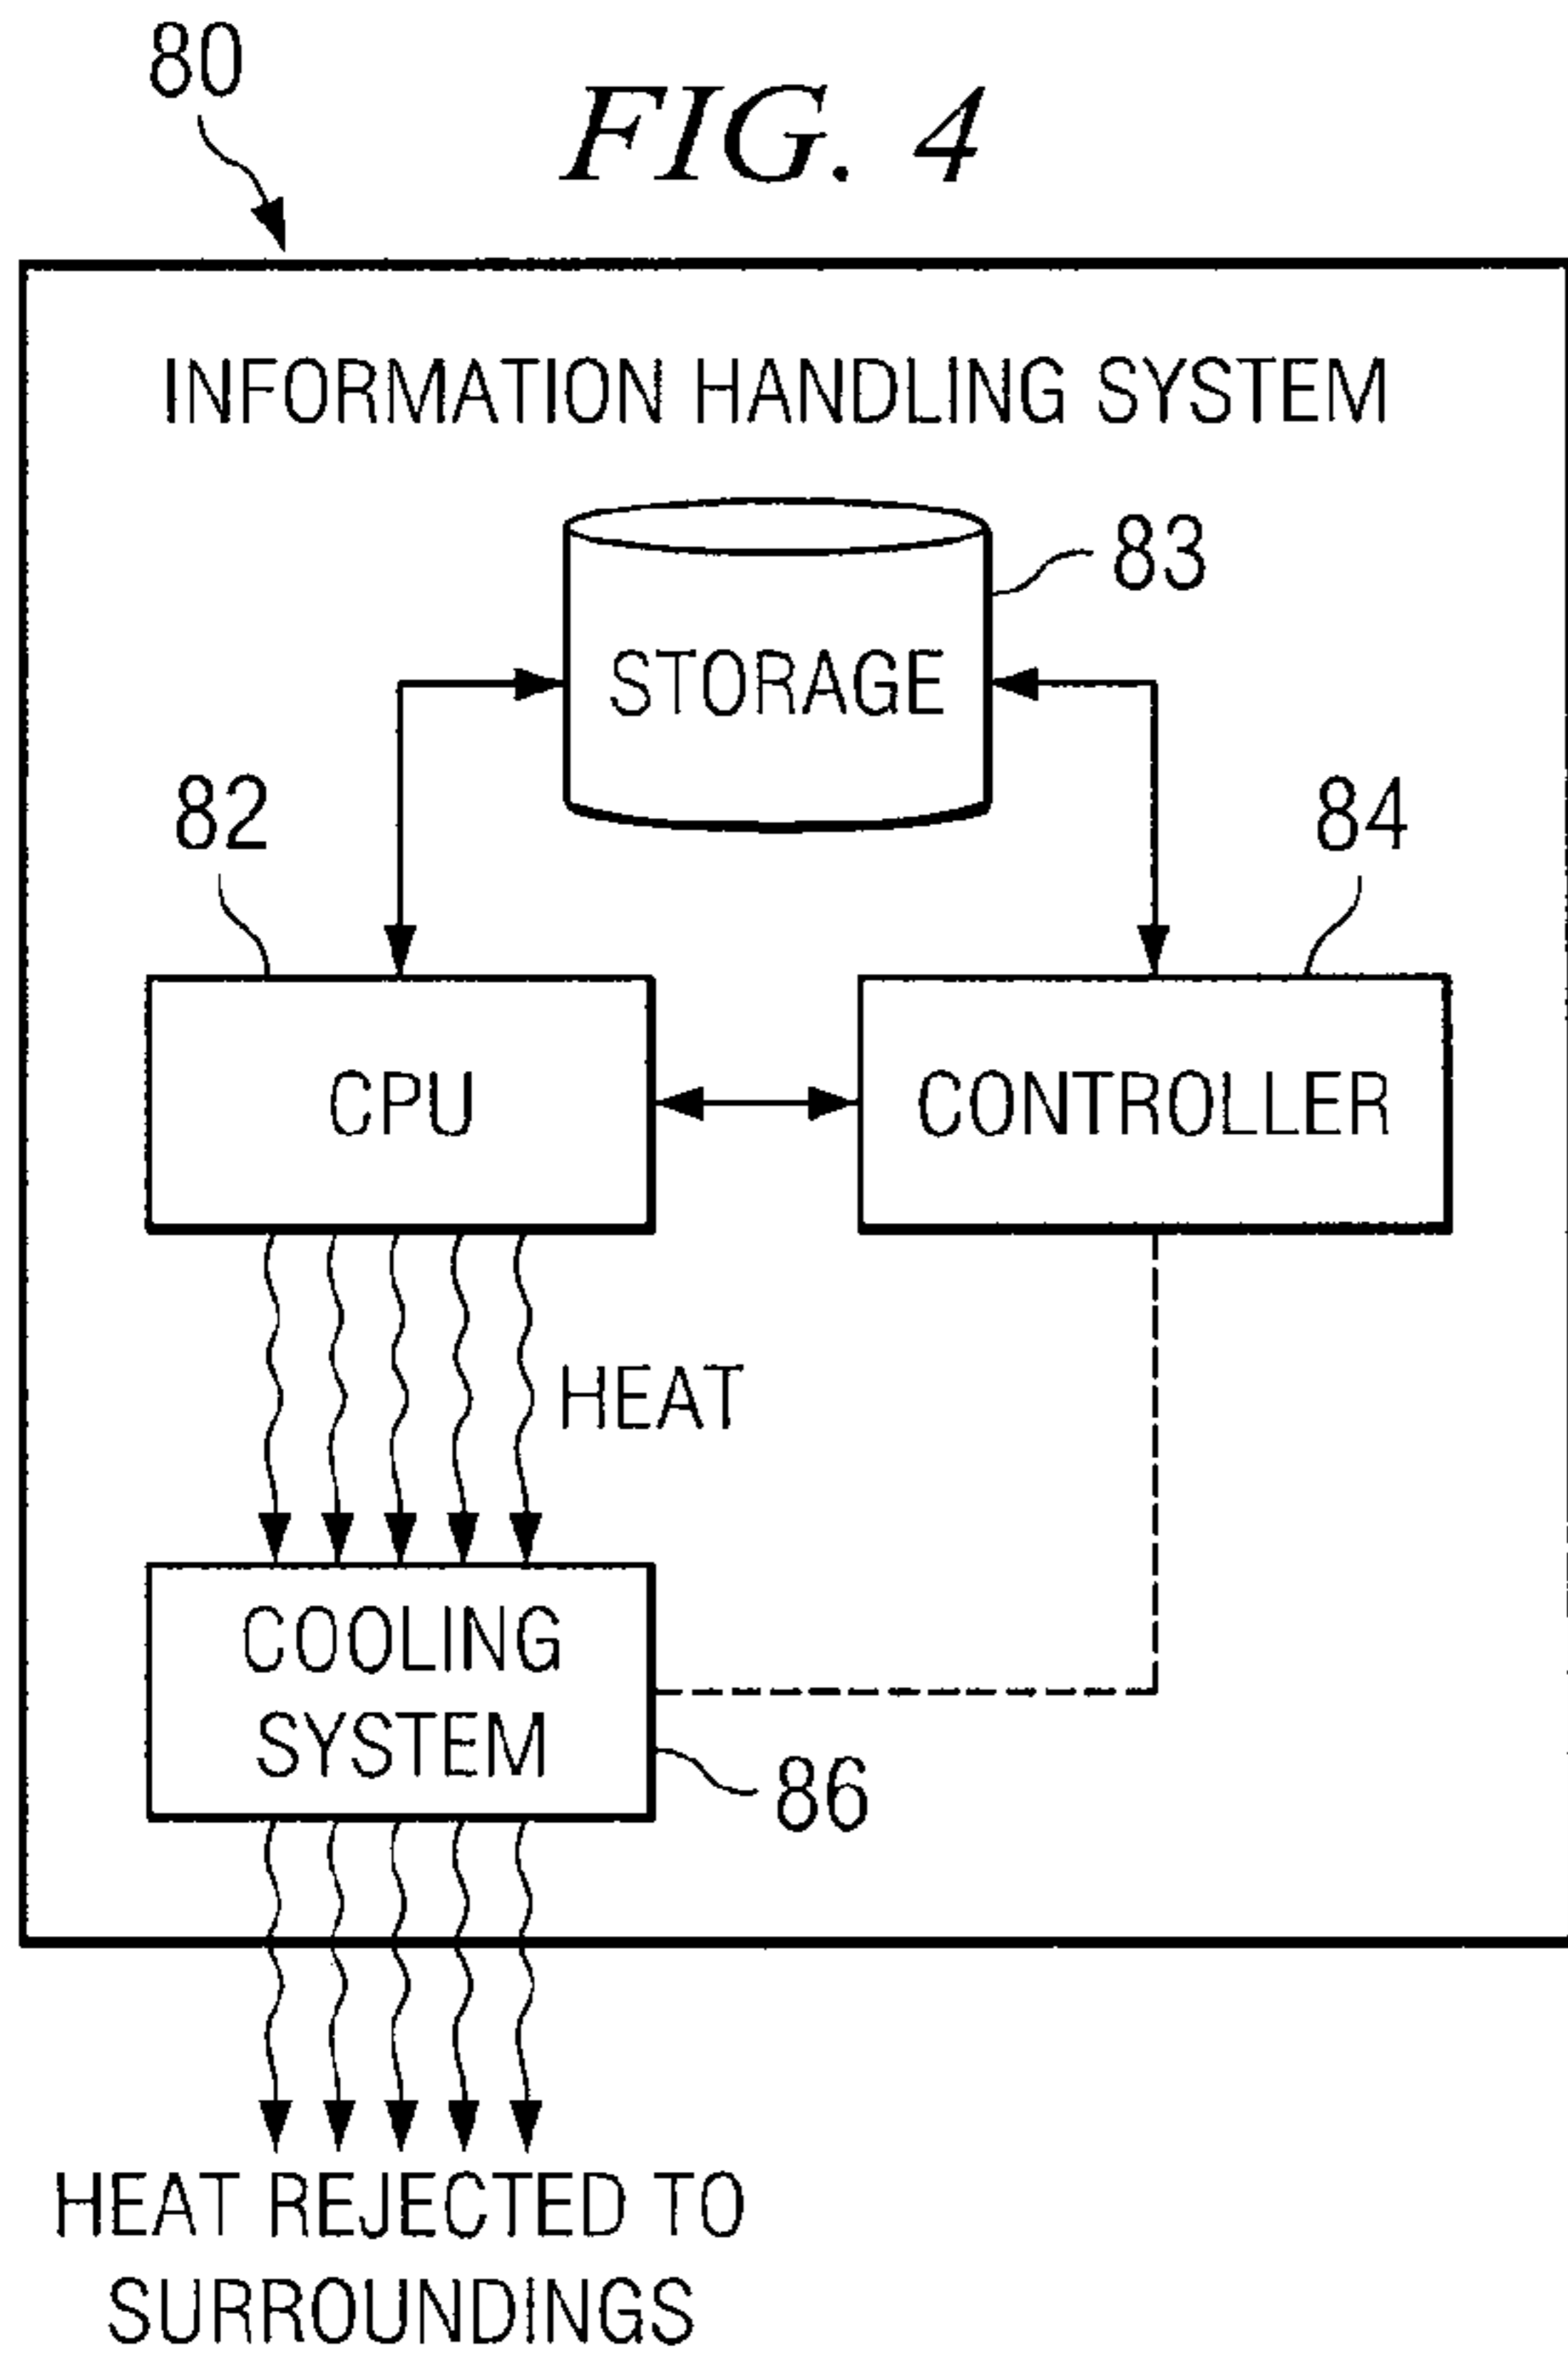 80
FIG. 4
INFORMATION HANDLING SYSTEM
83
STORAGE
82
84
CPU
CONTROLLER
HEAT
COOLING
SYSTEM
86
HEAT REJECTED TO
SURROUNDINGS